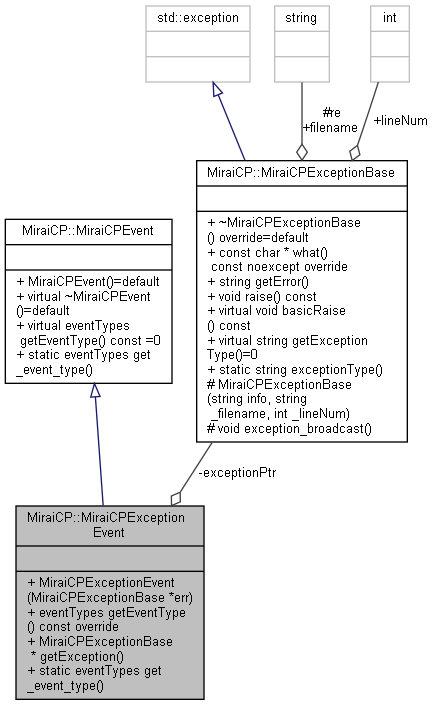 std::exception
string
int
#re
+filename
+lineNum
MiraiCP::MiraiCPExceptionBase
+ ~MiraiCPExceptionBase
() override=default
+ const char * what()
const noexcept override
+ string getError()
+ void raise() const
+ virtual void basicRaise
() const
+ virtual string getException
Type()=0
+ static string exceptionType()
# MiraiCPExceptionBase
(string info, string
_filename, int _lineNum)
# void exception_broadcast()
MiraiCP::MiraiCPEvent
+ MiraiCPEvent()=default
+ virtual ~MiraiCPEvent
()=default
+ virtual eventTypes
getEventType() const =0
+ static eventTypes get
_event_type()
-exceptionPtr
MiraiCP::MiraiCPException
Event
+ MiraiCPExceptionEvent
(MiraiCPExceptionBase *err)
+ eventTypes getEventType
() const override
+ MiraiCPExceptionBase
* getException()
+ static eventTypes get
_event_type()